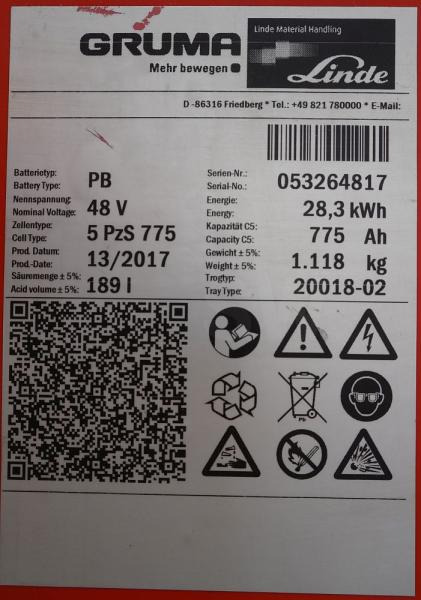 GRUMA
Mehr bewegen
Linde Material Handling
Linde
D-86316 Friedberg * Tel.: +49 821 780000 * E-Mail:
Batterietyp:
Battery Type: PB
Serien-Nr.:
Serial-No.: 053264817
Nennspannung:
Nominal Voltage: 48 V
Energie:
Energy: 28,3 kWh
Zellentype:
Cell Type: 5 PzS 775
Kapazität C5:
Capacity C5: 775 Ah
Prod. Datum:
Prod.-Date: 13/2017
Gewicht ± 5%:
Weight ± 5%: 1.118 kg
Säuremenge ± 5%:
Acid volume ± 5%: 189 l
Trogtyp:
Tray Type: 20018-02
Pb